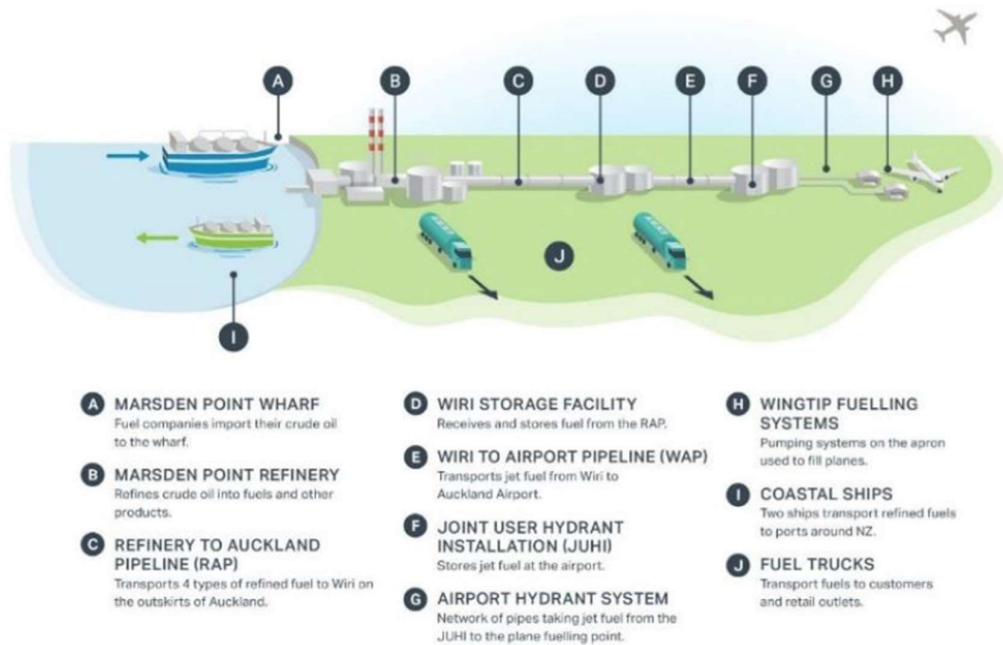 A
B
C
D
E
F
G
H
J
I
A MARSDEN POINT WHARF
Fuel companies import their crude oil
to the wharf.
B MARSDEN POINT REFINERY
Refines crude oil into fuels and other
products.
C REFINERY TO AUCKLAND
PIPELINE (RAP)
Transports 4 types of refined fuel to Wiri on
the outskirts of Auckland.
D WIRI STORAGE FACILITY
Receives and stores fuel from the RAP.
E WIRI TO AIRPORT PIPELINE (WAP)
Transports jet fuel from Wiri to
Auckland Airport.
F JOINT USER HYDRANT
INSTALLATION (JUHI)
Stores jet fuel at the airport.
G AIRPORT HYDRANT SYSTEM
Network of pipes taking jet fuel from the
JUHI to the plane fuelling point.
H WINGTIP FUELLING
SYSTEMS
Pumping systems on the apron
used to fill planes.
I COASTAL SHIPS
Two ships transport refined fuels
to ports around NZ.
J FUEL TRUCKS
Transport fuels to customers
and retail outlets.